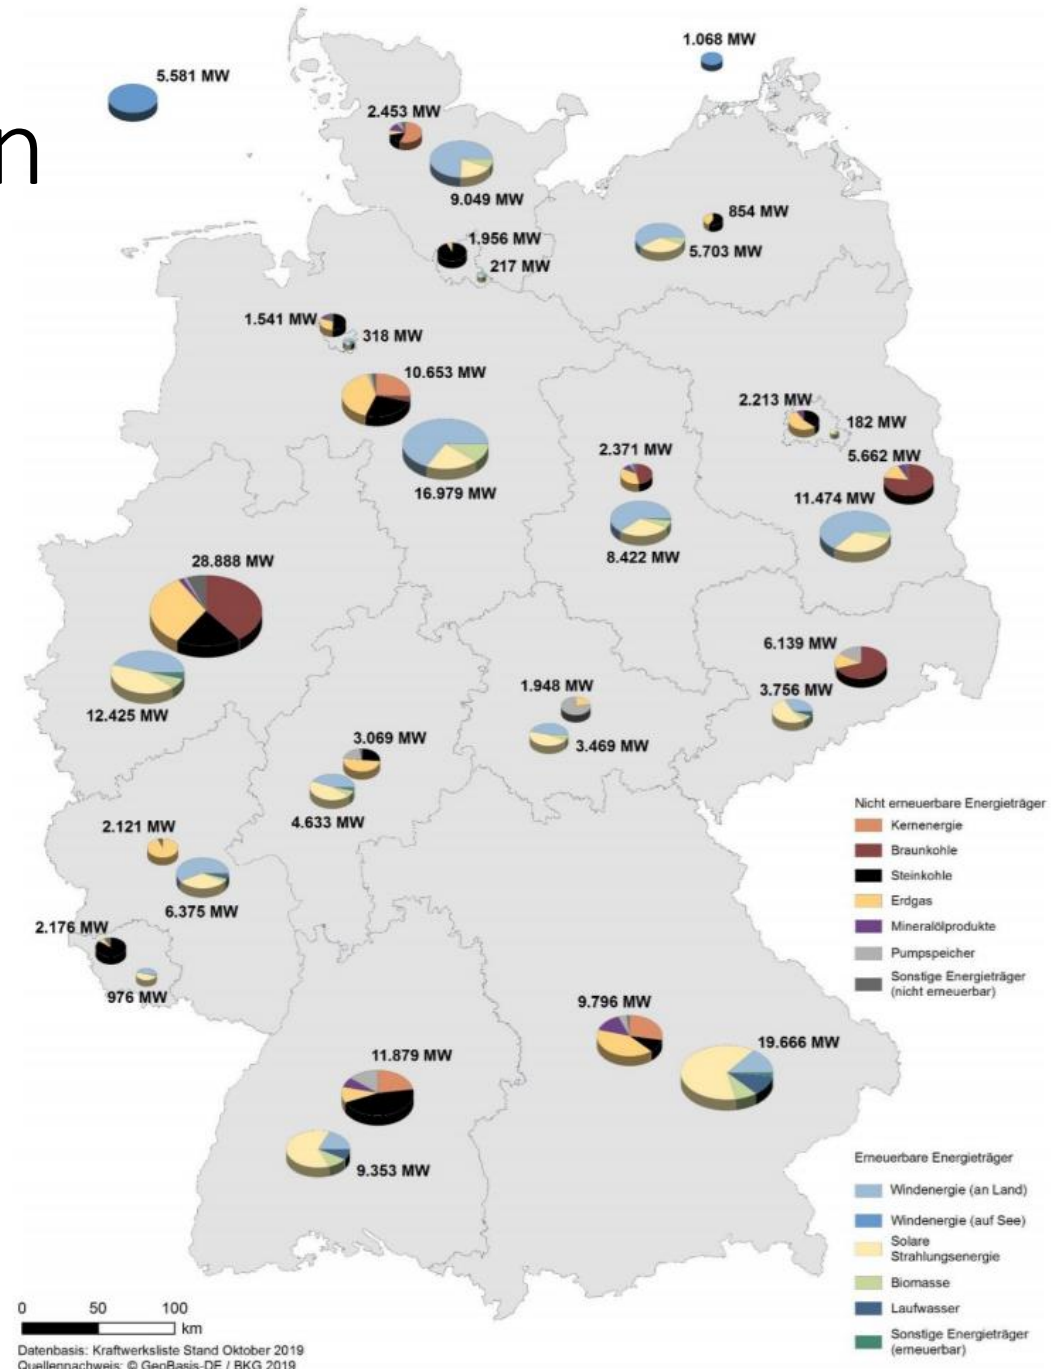 n
1.068 MW
5.581 MW
2.453 MW
9.049 MW
854 MW
5.703 MW
1.956 MW
217 MW
1.541 MW
318 MW
10.653 MW
16.979 MW
2.213 MW
182 MW
5.662 MW
11.474 MW
2.371 MW
8.422 MW
28.888 MW
12.425 MW
6.139 MW
3.756 MW
1.948 MW
3.469 MW
3.069 MW
4.633 MW
2.121 MW
6.375 MW
2.176 MW
976 MW
9.796 MW
19.666 MW
11.879 MW
9.353 MW
Nicht erneuerbare Energieträger
Kernenergie
Braunkohle
Steinkohle
Erdgas
Mineralölprodukte
Pumpspeicher
Sonstige Energieträger
(nicht erneuerbar)
Erneuerbare Energieträger
Windenergie (an Land)
Windenergie (auf See)
Solare
Strahlungsenergie
Biomasse
Laufwasser
Sonstige Energieträger
(erneuerbar)
0 50 100
km
Datenbasis: Kraftwerksliste Stand Oktober 2019
Quellennachweis: © GeoBasis-DE / BKG 2019